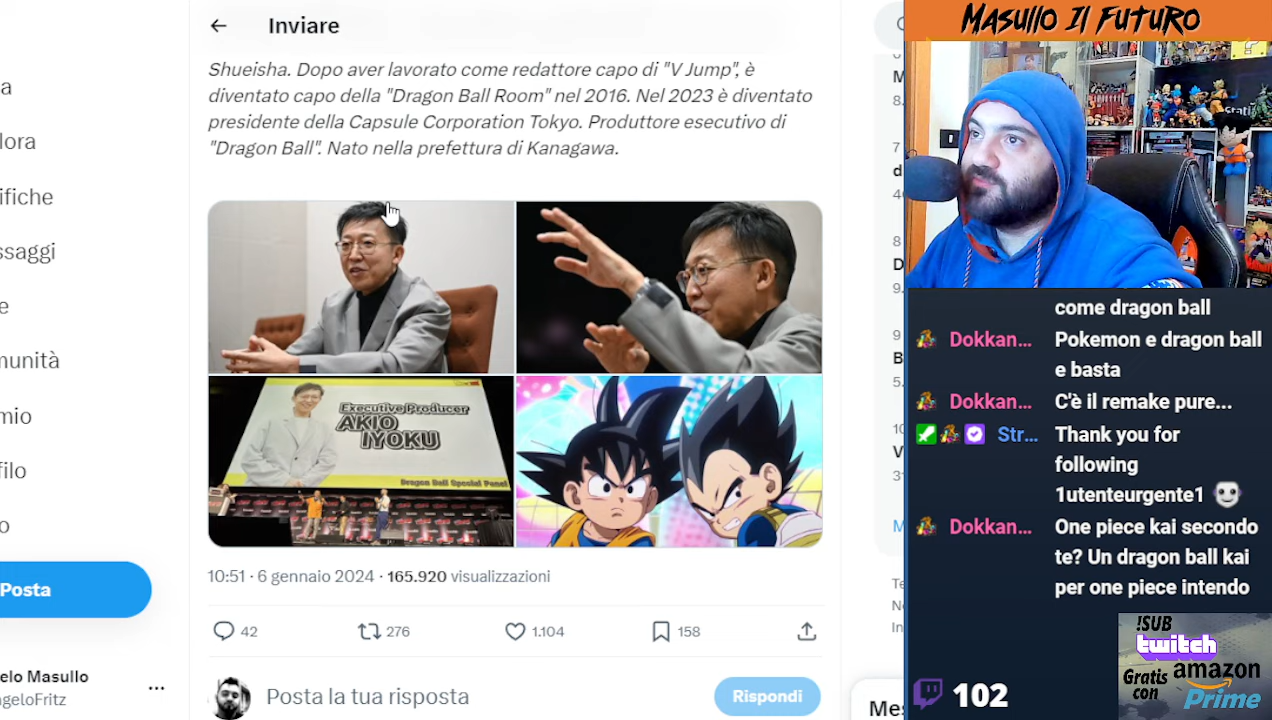 Inviare
Shueisha. Dopo aver lavorato come redattore capo di "V Jump", è
diventato capo della "Dragon Ball Room" nel 2016. Nel 2023 è diventato
presidente della Capsule Corporation Tokyo. Produttore esecutivo di
"Dragon Ball". Nato nella prefettura di Kanagawa.
Executive Producer
AKIO
IYOKU
Dragon Ball Special Panel
10:51 · 6 gennaio 2024 · 165.920 visualizzazioni
42
276
1.104
158
Posta la tua risposta
Rispondi
a
lora
ifiche
ssaggi
e
munità
mio
filo
o
Posta
elo Masullo
ngeloFritz
...
Mes
MASULLO IL FUTURO
come dragon ball
Dokkan... Pokemon e dragon ball
e basta
Dokkan... C'è il remake pure...
Str... Thank you for
following
1utenteurgente1
Dokkan... One piece kai secondo
te? Un dragon ball kai
per one piece intendo
102
!SUB
twitch
Gratis
con
amazon
Prime